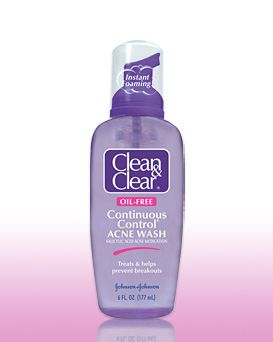 Instant
Foaming
Clean &
Clear®
OIL-FREE
Continuous
Control®
ACNE WASH
SALICYLIC ACID ACNE MEDICATION
Treats & helps
prevent breakouts
Johnson & Johnson
6 FL. OZ. (177 mL)